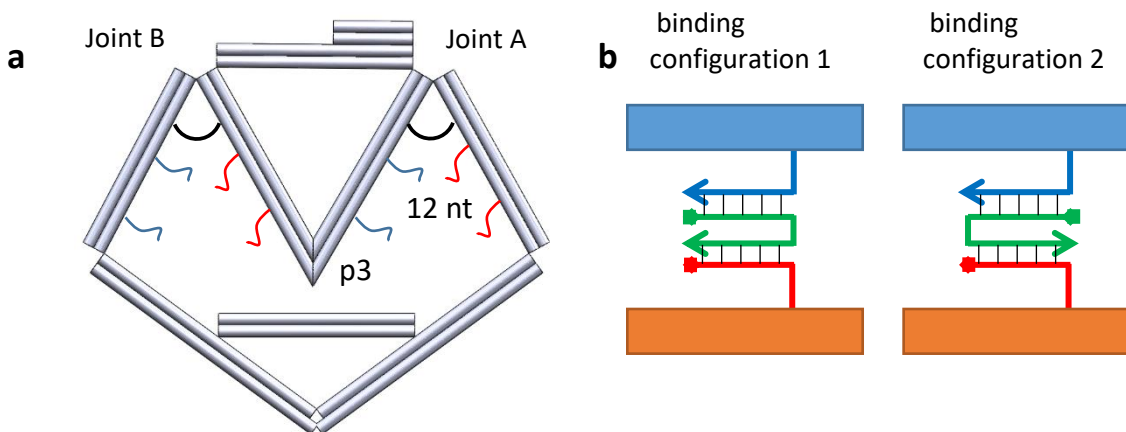 a
Joint B
Joint A
12 nt
p3
b
binding
configuration 1
binding
configuration 2